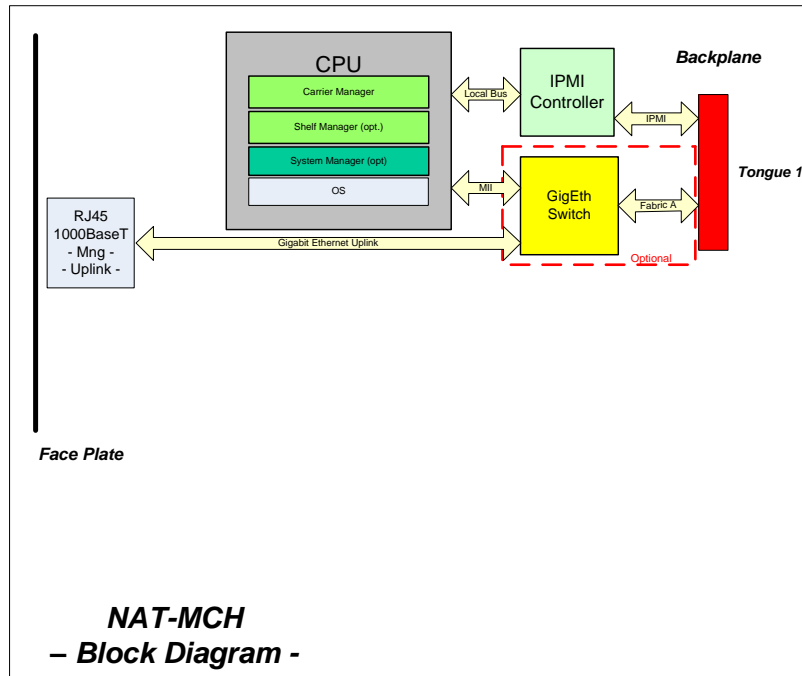 CPU
Carrier Manager
Shelf Manager (opt.)
System Manager (opt)
OS
Local Bus
IPMI
Controller
Backplane
IPMI
Tongue 1
MII
GigEth
Switch
Fabric A
Optional
RJ45
1000BaseT
- Mng -
- Uplink -
Gigabit Ethernet Uplink
Face Plate
NAT-MCH
– Block Diagram -